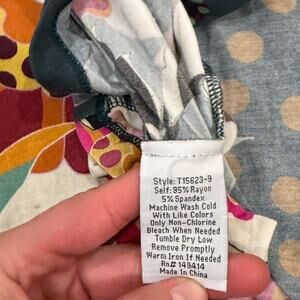 Style: T15623-9
Self: 95% Rayon
5% Spandex
Machine Wash Cold
With Like Colors
Only Non-Chlorine
Bleach When Needed
Tumble Dry Low
Remove Promptly
Warm Iron If Needed
Rn# 149414
Made In China